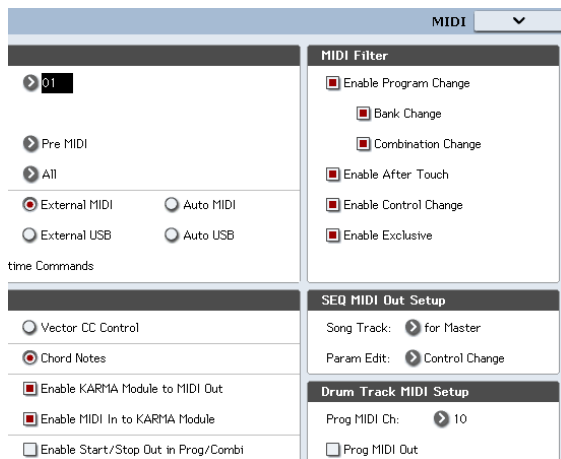 MIDI
MIDI Filter
01
Enable Program Change
Bank Change
Pre MIDI
Combination Change
All
Enable After Touch
External MIDI Auto MIDI
Enable Control Change
External USB Auto USB
Enable Exclusive
time Commands
SEQ MIDI Out Setup
Vector CC Control
Song Track: for Master
Chord Notes
Param Edit: Control Change
Enable KARMA Module to MIDI Out
Drum Track MIDI Setup
Enable MIDI In to KARMA Module
Prog MIDI Ch: 10
Enable Start/Stop Out in Prog/Combi
Prog MIDI Out